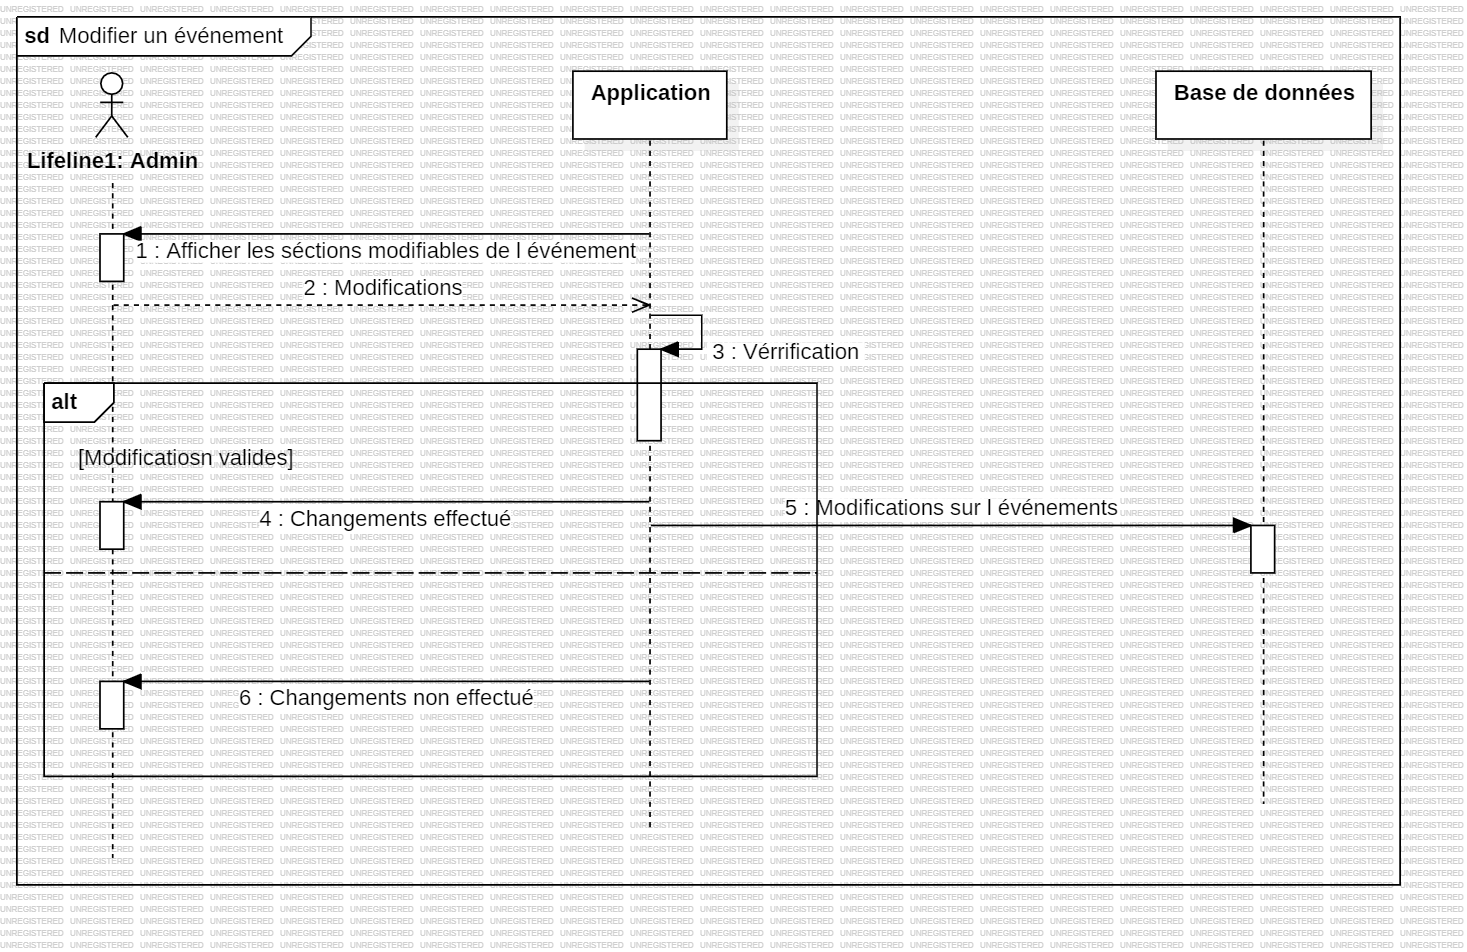 sd Modifier un événement
Application
Base de données
Lifeline1: Admin
1 : Afficher les séctions modifiables de l événement
2 : Modifications
3 : Vérrification
alt
[Modificatiosn valides]
4 : Changements effectué
5 : Modifications sur l événements
6 : Changements non effectué
UNREGISTERED